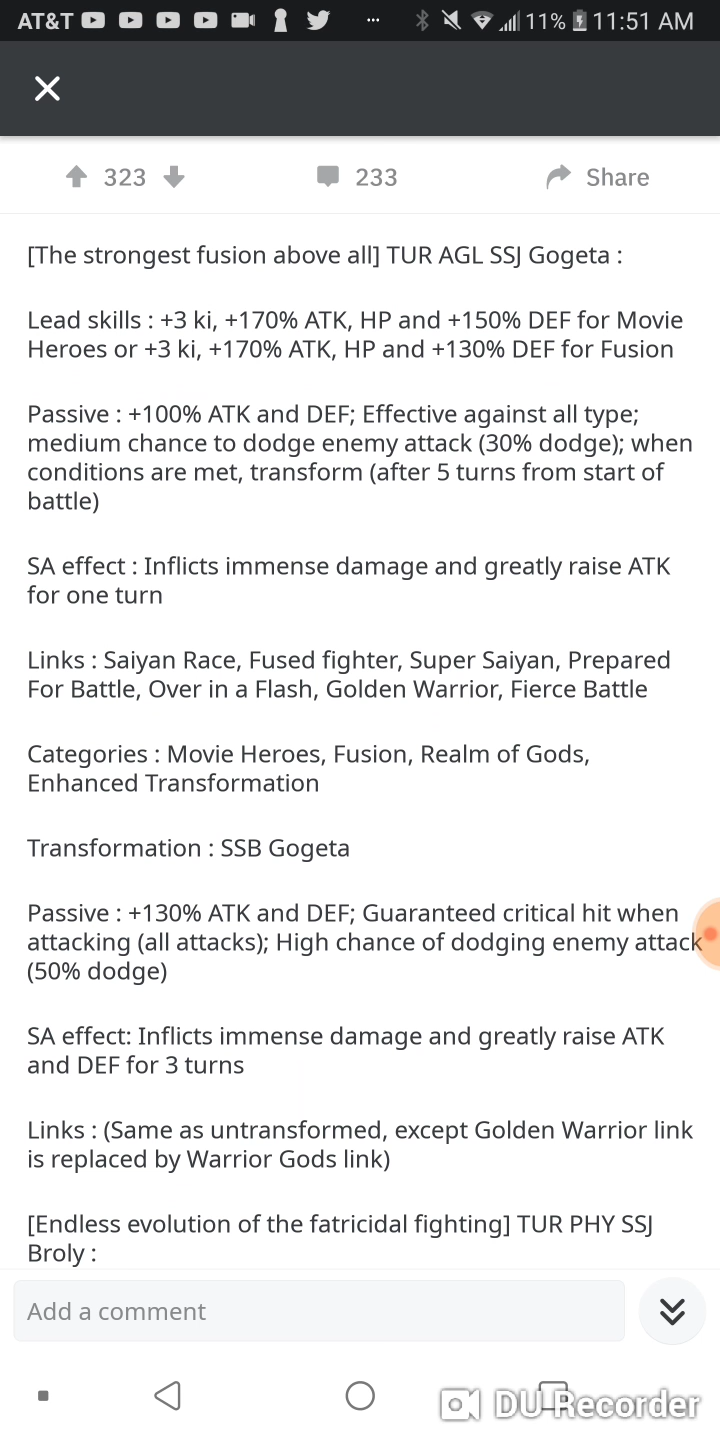 AT&T 11% 11:51 AM
323 233 Share
[The strongest fusion above all] TUR AGL SSJ Gogeta :
Lead skills : +3 ki, +170% ATK, HP and +150% DEF for Movie
Heroes or +3 ki, +170% ATK, HP and +130% DEF for Fusion
Passive : +100% ATK and DEF; Effective against all type;
medium chance to dodge enemy attack (30% dodge); when
conditions are met, transform (after 5 turns from start of
battle)
SA effect : Inflicts immense damage and greatly raise ATK
for one turn
Links : Saiyan Race, Fused fighter, Super Saiyan, Prepared
For Battle, Over in a Flash, Golden Warrior, Fierce Battle
Categories : Movie Heroes, Fusion, Realm of Gods,
Enhanced Transformation
Transformation : SSB Gogeta
Passive : +130% ATK and DEF; Guaranteed critical hit when
attacking (all attacks); High chance of dodging enemy attack
(50% dodge)
SA effect: Inflicts immense damage and greatly raise ATK
and DEF for 3 turns
Links : (Same as untransformed, except Golden Warrior link
is replaced by Warrior Gods link)
[Endless evolution of the fatricidal fighting] TUR PHY SSJ
Broly :
Add a comment
DU Recorder